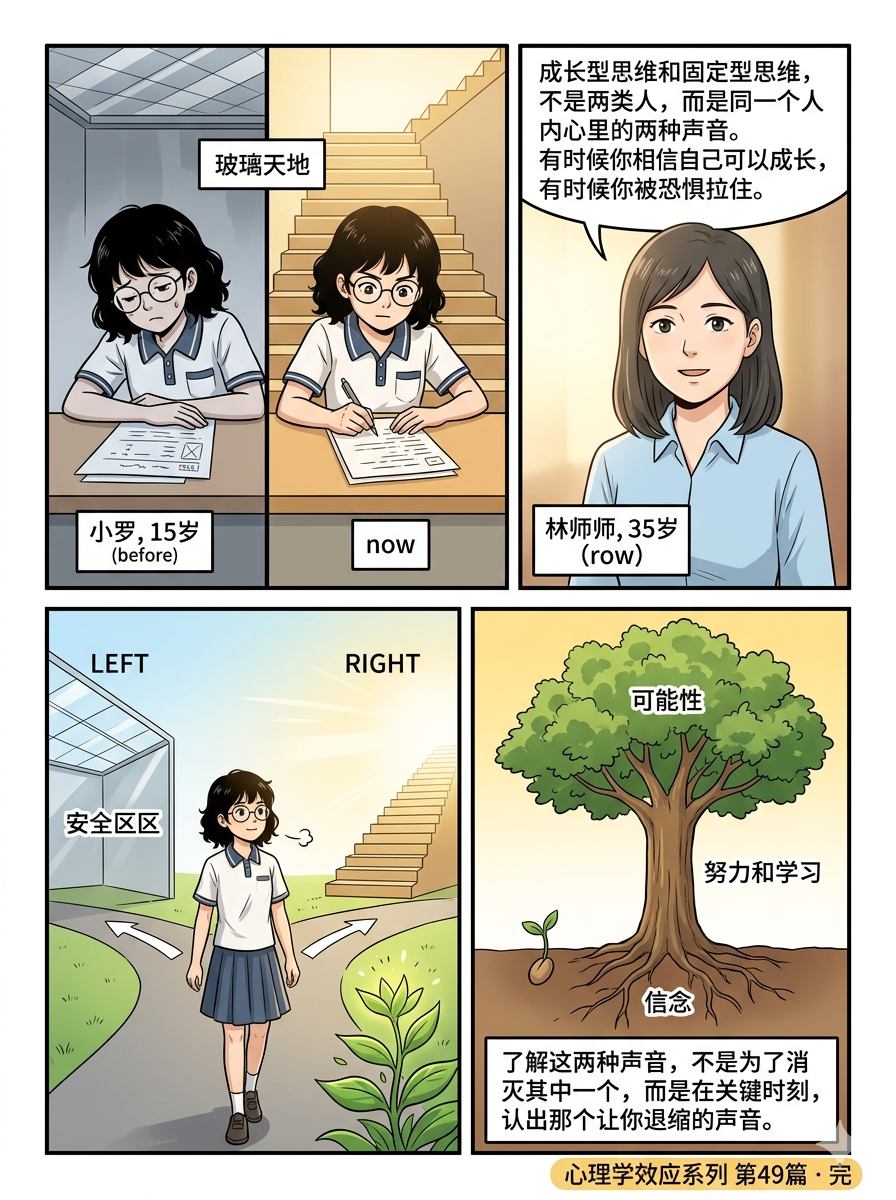 玻璃天地
小罗, 15岁
(before)
now
成长型思维和固定型思维，
不是两类人，而是同一个人
内心里的两种声音。
有时候你相信自己可以成长，
有时候你被恐惧拉住。
林师师, 35岁
（row）
LEFT
RIGHT
安全区区
可能性
努力和学习
信念
了解这两种声音，不是为了消
灭其中一个，而是在关键时刻，
认出那个让你退缩的声音。
心理学效应系列 第49篇 · 完